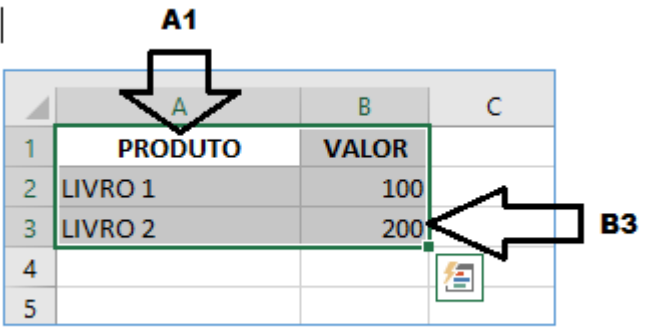 A1
A B C
1 PRODUTO VALOR
2 LIVRO 1 100
3 LIVRO 2 200
B3
4
5